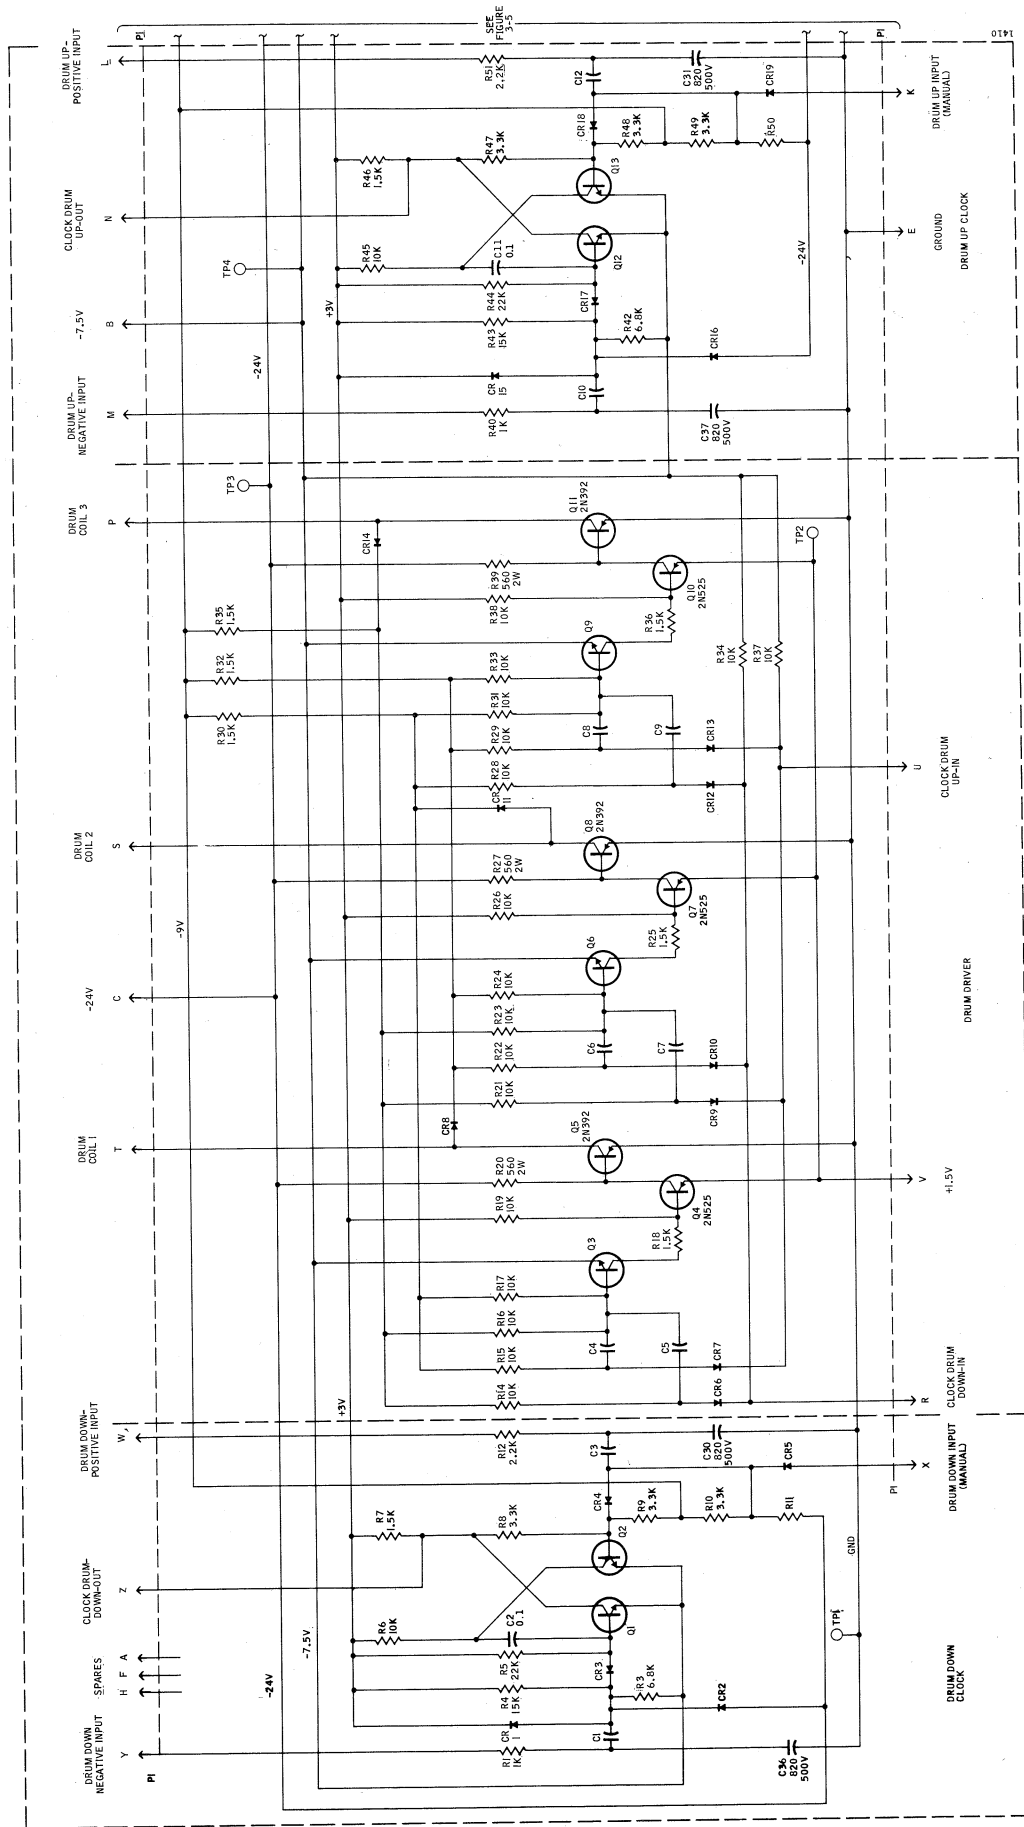 1410
SEE
FIGURE
3-5
P1
P1
DRUM UP-
POSITIVE INPUT
L
R51
2.2K
C12
C31
820
500V
CR19
K
DRUM UP INPUT
(MANUAL)
CR18
R48
3.3K
R49
3.3K
R50
R47
3.3K
R46
1.5K
Q13
CLOCK DRUM
UP-OUT
N
TP4
R45
10K
C11
0.1
Q12
-24V
E
GROUND
DRUM UP CLOCK
-7.5V
B
+3V
R44
22K
R43
15K
CR17
R42
6.8K
CR16
-24V
CR
15
C10
DRUM UP-
NEGATIVE INPUT
M
R40
1K
C37
820
500V
TP3
DRUM
COIL 3
P
CR14
Q11
2N392
TP2
R39
560
2W
R38
10K
Q10
2N525
R36
1.5K
R35
1.5K
R32
1.5K
R30
1.5K
Q9
R33
10K
R31
10K
R29
10K
R28
10K
C8
C9
CR13
CR12
R34
10K
R37
10K
U
CLOCK DRUM
UP-IN
CR
11
DRUM
COIL 2
S
Q8
2N392
R27
560
2W
R26
10K
Q7
2N525
R25
1.5K
-9V
Q6
-24V
C
R24
10K
R23
10K
R22
10K
R21
10K
C6
C7
CR10
CR9
DRUM DRIVER
CR8
DRUM
COIL 1
T
Q5
2N392
R20
560
2W
R19
10K
Q4
2N525
R18
1.5K
V
+1.5V
Q3
R17
10K
R16
10K
R15
10K
R14
10K
C4
C5
CR7
CR6
R
CLOCK DRUM
DOWN-IN
+3V
DRUM DOWN-
POSITIVE INPUT
W
R12
2.2K
C3
C30
820
500V
CR5
P1
X
DRUM DOWN INPUT
(MANUAL)
CR4
R9
3.3K
R10
3.3K
R11
R7
1.5K
R8
3.3K
Q2
GND
CLOCK DRUM-
DOWN-OUT
Z
R6
10K
C2
0.1
Q1
TP1
-7.5V
SPARES
H F A
R5
22K
R4
15K
CR3
R3
6.8K
CR2
DRUM DOWN
CLOCK
-24V
CR
1
C1
DRUM DOWN
NEGATIVE INPUT
Y
P1
R1
1K
C36
820
500V